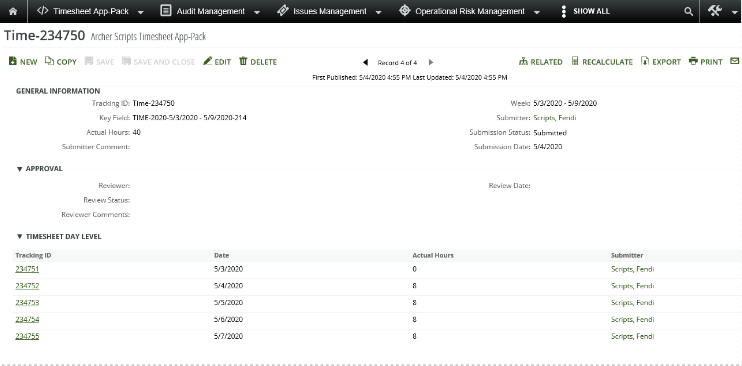 Timesheet App-Pack Audit Management Issues Management Operational Risk Management SHOW ALL
Time-234750 Archer Scripts Timesheet App-Pack
NEW COPY SAVE SAVE AND CLOSE EDIT DELETE Record 4 of 4 RELATED RECALCULATE EXPORT PRINT
First Published: 5/4/2020 4:55 PM Last Updated: 5/4/2020 4:55 PM
GENERAL INFORMATION
Tracking ID: Time-234750 Week: 5/3/2020 - 5/9/2020
Key Field: TIME-2020-5/3/2020 - 5/9/2020-214 Submitter: Scripts, Fendi
Actual Hours: 40 Submission Status: Submitted
Submitter Comment: Submission Date: 5/4/2020
APPROVAL
Reviewer: Review Date:
Review Status:
Reviewer Comments:
TIMESHEET DAY LEVEL
Tracking ID Date Actual Hours Submitter
234751 5/3/2020 0 Scripts, Fendi
234752 5/4/2020 8 Scripts, Fendi
234753 5/5/2020 8 Scripts, Fendi
234754 5/6/2020 8 Scripts, Fendi
234755 5/7/2020 8 Scripts, Fendi